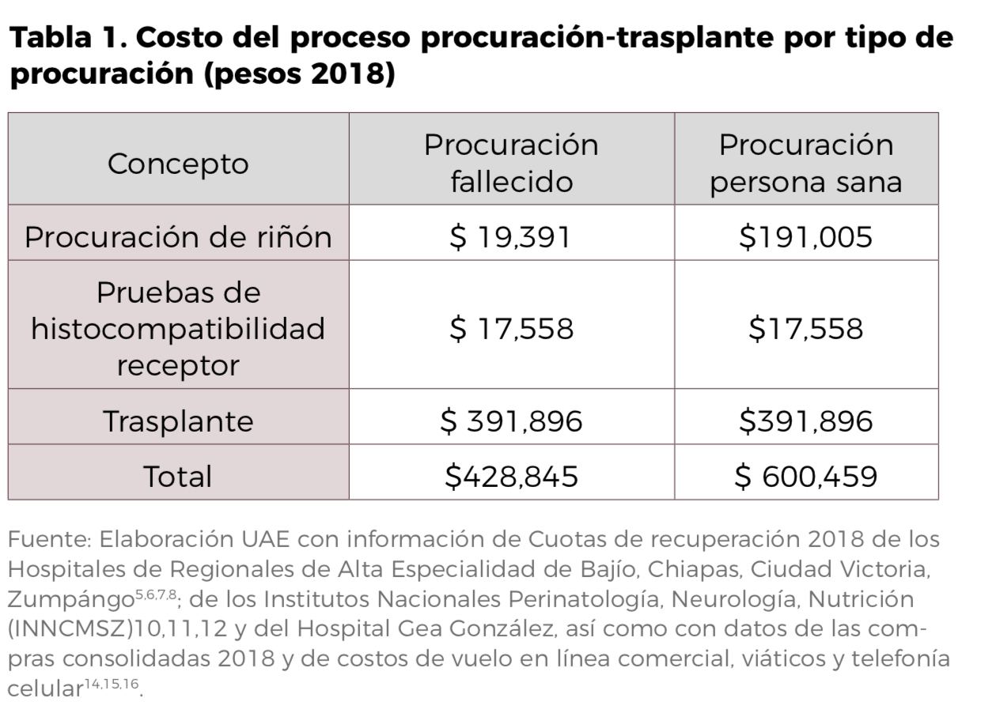 Tabla 1. Costo del proceso procuración-trasplante por tipo de
procuración (pesos 2018)
Concepto
Procuración
fallecido
Procuración
persona sana
Procuración de riñón
$ 19,391
$191,005
Pruebas de
histocompatibilidad
receptor
$ 17,558
$17,558
Trasplante
$ 391,896
$391,896
Total
$428,845
$ 600,459
Fuente: Elaboración UAE con información de Cuotas de recuperación 2018 de los
Hospitales de Regionales de Alta Especialidad de Bajío, Chiapas, Ciudad Victoria,
Zumpángo5,6,7,8; de los Institutos Nacionales Perinatología, Neurología, Nutrición
(INNCMSZ)10,11,12 y del Hospital Gea González, así como con datos de las com-
pras consolidadas 2018 y de costos de vuelo en línea comercial, viáticos y telefonía
celular14,15,16.